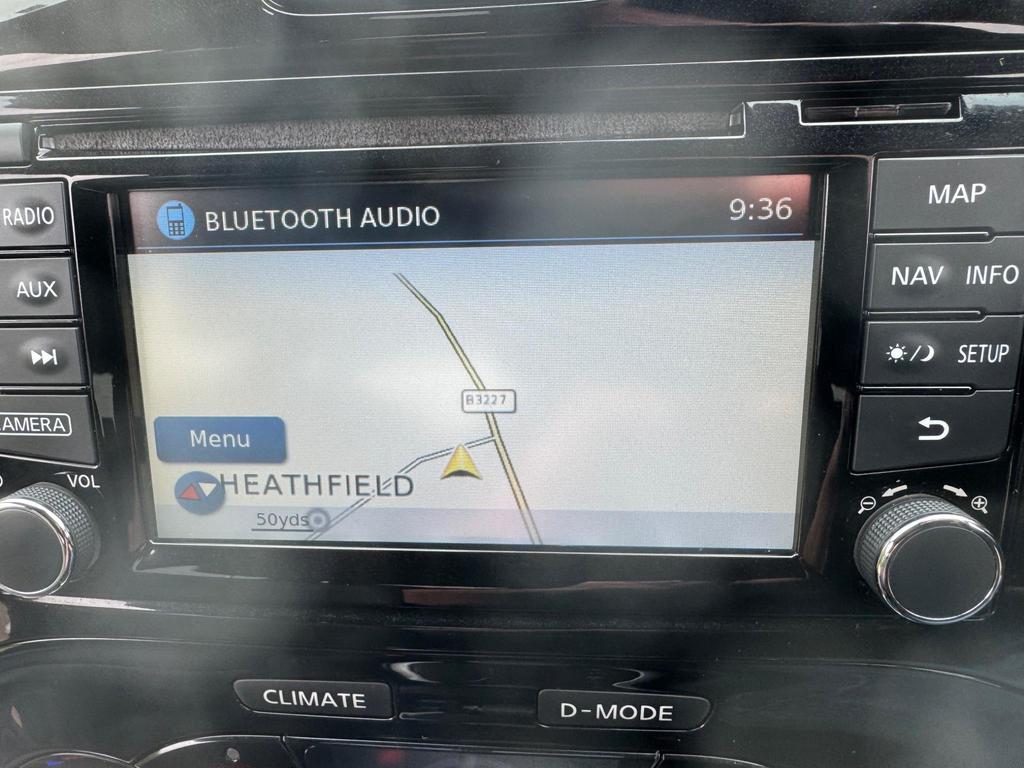 BLUETOOTH AUDIO
9:36
RADIO
AUX
AMERA
VOL
MAP
NAV INFO
SETUP
B3227
Menu
HEATHFIELD
50yds
CLIMATE
D-MODE